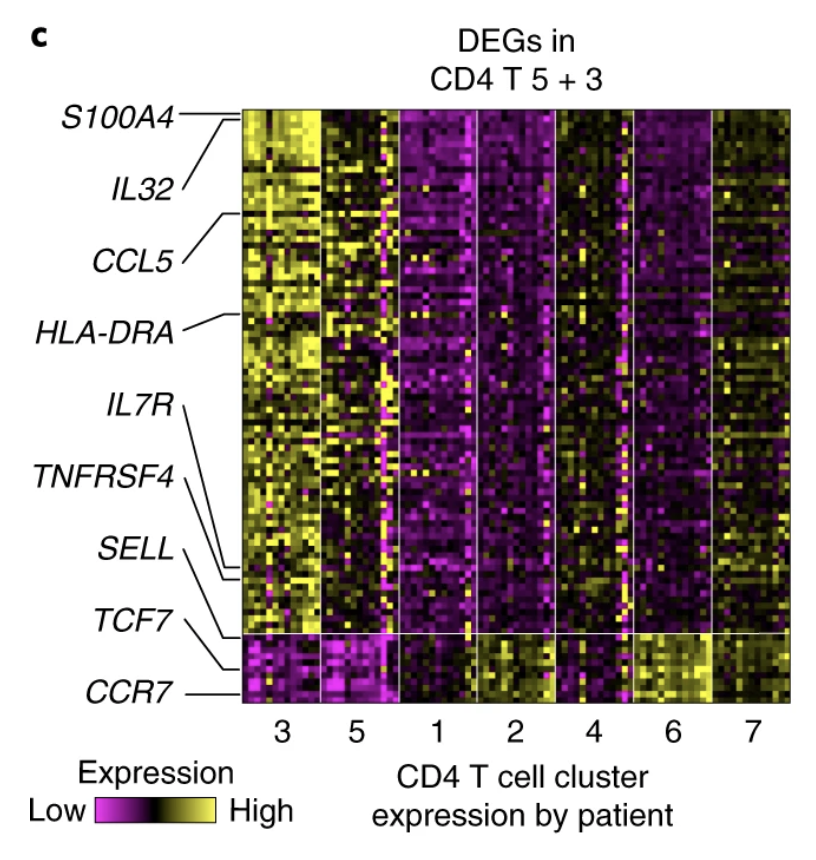 c
DEGs in
CD4 T 5 + 3
S100A4
IL32
CCL5
HLA-DRA
IL7R
TNFRSF4
SELL
TCF7
CCR7
3 5 1 2 4 6 7
Expression
Low High
CD4 T cell cluster
expression by patient